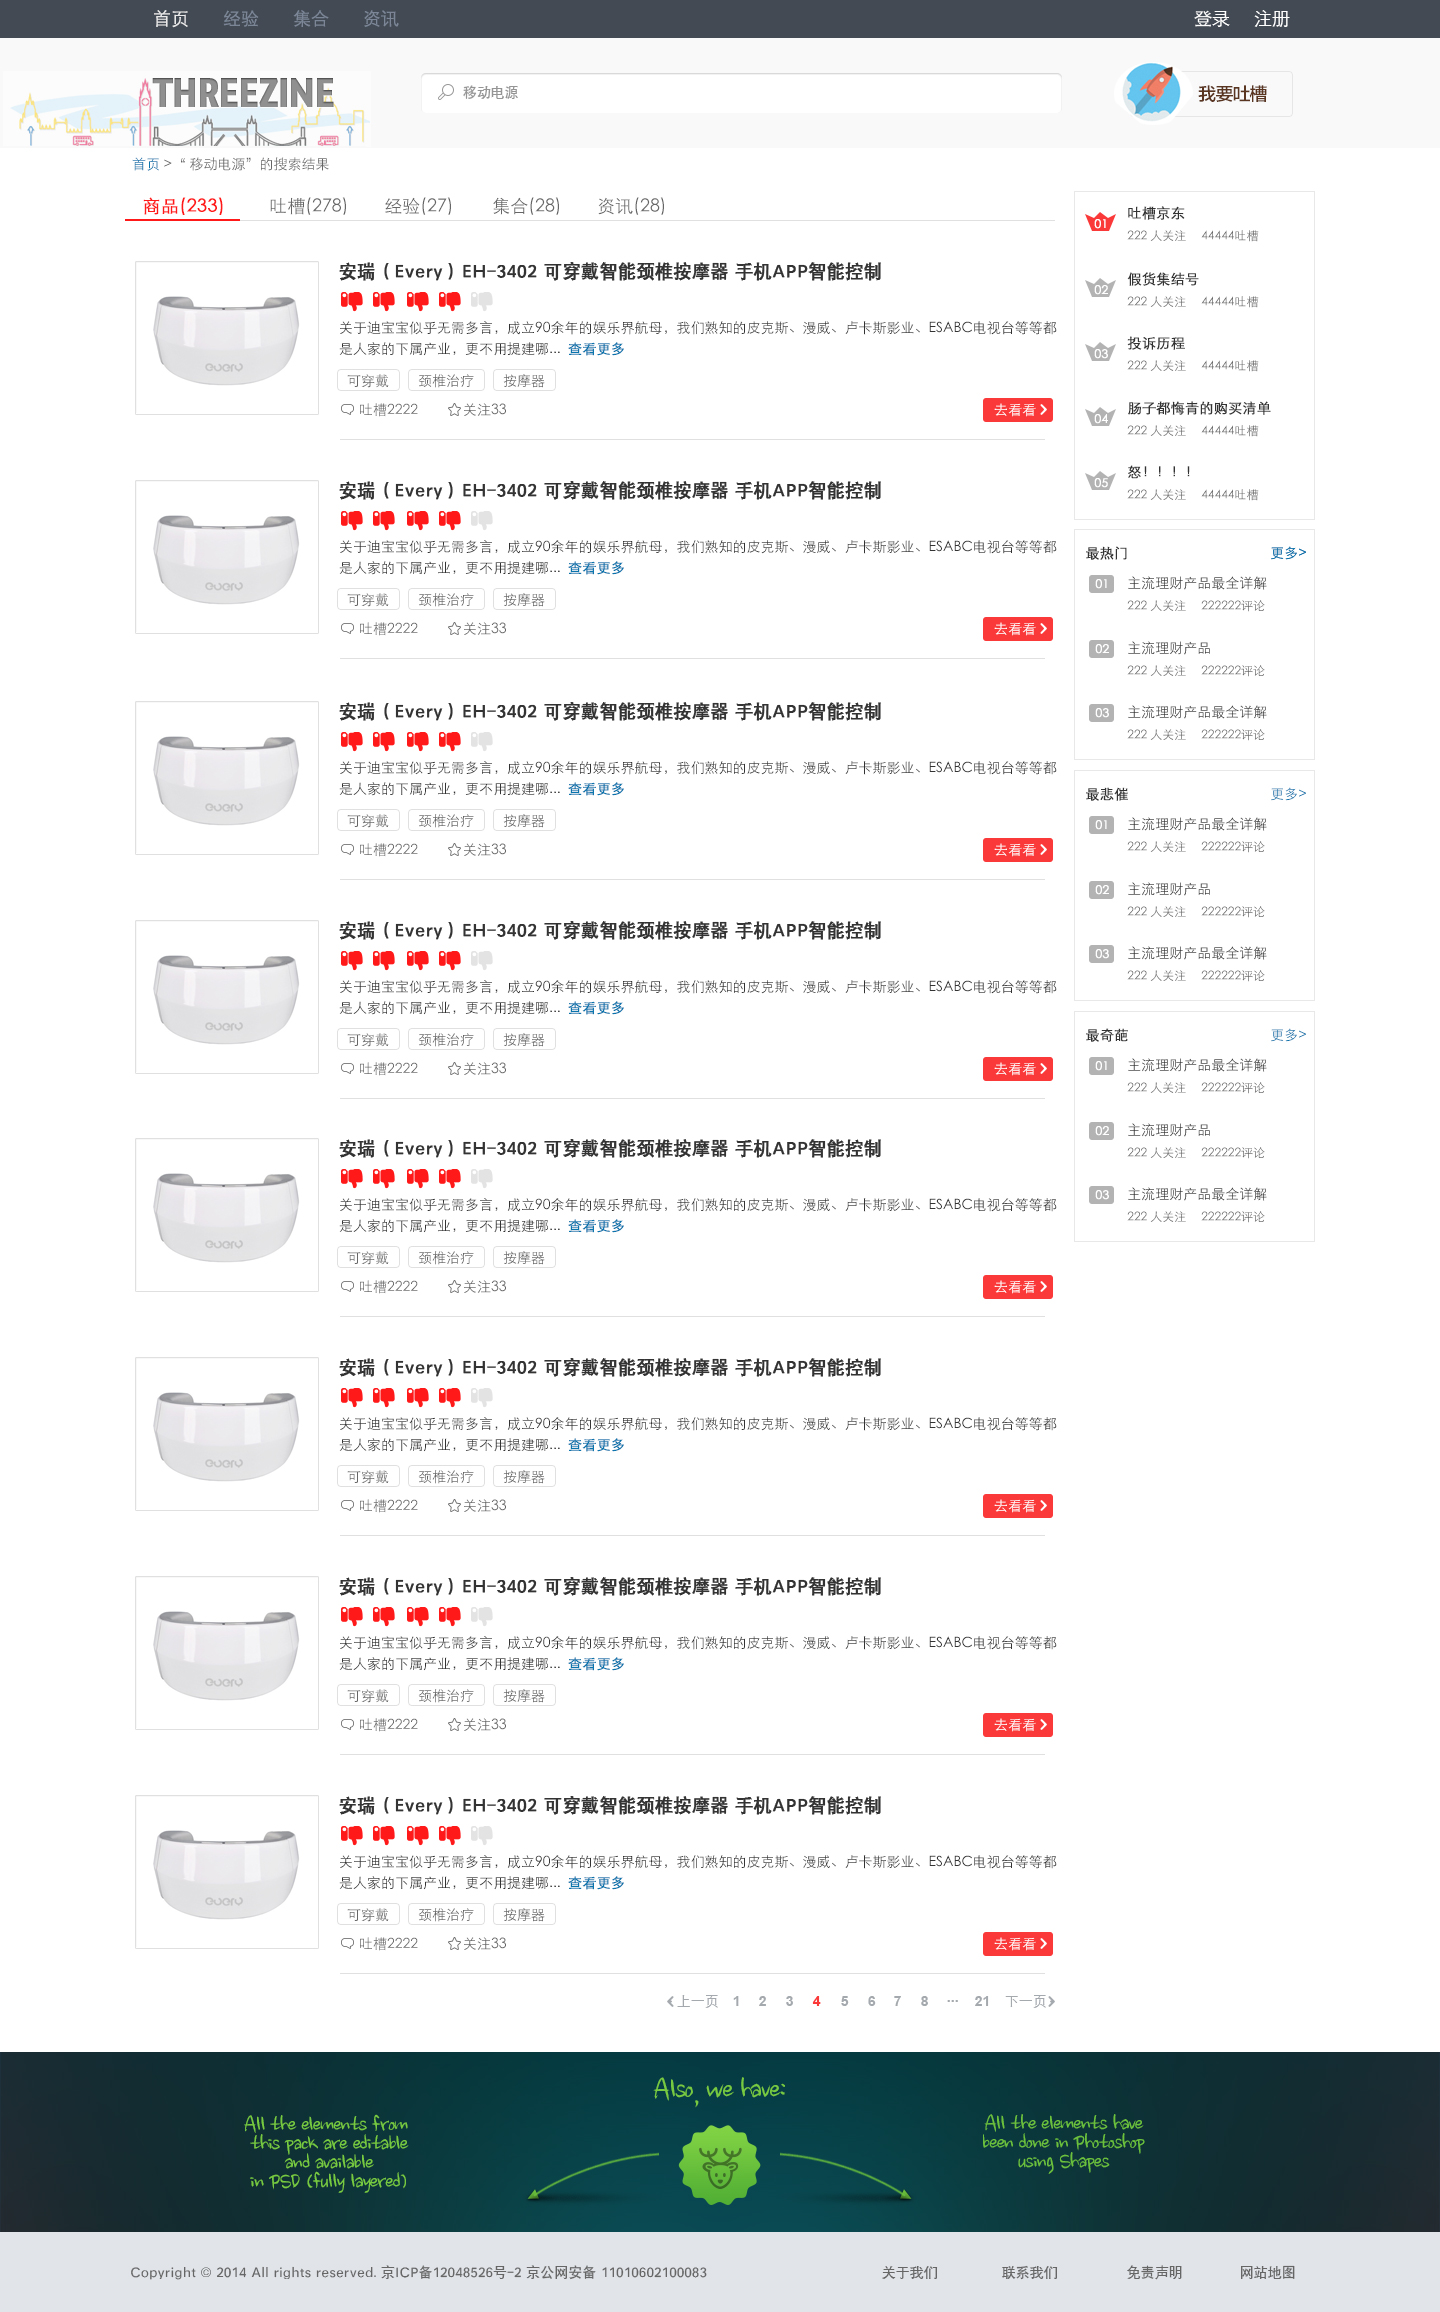 首页 经验 集合 资讯 登录 注册
THREEZINE
移动电源
我要吐槽
首页 > “ 移动电源” 的搜索结果
商品(233) 吐槽(278) 经验(27) 集合(28) 资讯(28)
安瑞（Every）EH-3402 可穿戴智能颈椎按摩器 手机APP智能控制
关于迪宝宝似乎无需多言，成立90余年的娱乐界航母，我们熟知的皮克斯、漫威、卢卡斯影业、ESABC电视台等等都
是人家的下属产业，更不用提建哪... 查看更多
可穿戴 颈椎治疗 按摩器
吐槽2222 关注33 去看看
安瑞（Every）EH-3402 可穿戴智能颈椎按摩器 手机APP智能控制
关于迪宝宝似乎无需多言，成立90余年的娱乐界航母，我们熟知的皮克斯、漫威、卢卡斯影业、ESABC电视台等等都
是人家的下属产业，更不用提建哪... 查看更多
可穿戴 颈椎治疗 按摩器
吐槽2222 关注33 去看看
安瑞（Every）EH-3402 可穿戴智能颈椎按摩器 手机APP智能控制
关于迪宝宝似乎无需多言，成立90余年的娱乐界航母，我们熟知的皮克斯、漫威、卢卡斯影业、ESABC电视台等等都
是人家的下属产业，更不用提建哪... 查看更多
可穿戴 颈椎治疗 按摩器
吐槽2222 关注33 去看看
安瑞（Every）EH-3402 可穿戴智能颈椎按摩器 手机APP智能控制
关于迪宝宝似乎无需多言，成立90余年的娱乐界航母，我们熟知的皮克斯、漫威、卢卡斯影业、ESABC电视台等等都
是人家的下属产业，更不用提建哪... 查看更多
可穿戴 颈椎治疗 按摩器
吐槽2222 关注33 去看看
安瑞（Every）EH-3402 可穿戴智能颈椎按摩器 手机APP智能控制
关于迪宝宝似乎无需多言，成立90余年的娱乐界航母，我们熟知的皮克斯、漫威、卢卡斯影业、ESABC电视台等等都
是人家的下属产业，更不用提建哪... 查看更多
可穿戴 颈椎治疗 按摩器
吐槽2222 关注33 去看看
安瑞（Every）EH-3402 可穿戴智能颈椎按摩器 手机APP智能控制
关于迪宝宝似乎无需多言，成立90余年的娱乐界航母，我们熟知的皮克斯、漫威、卢卡斯影业、ESABC电视台等等都
是人家的下属产业，更不用提建哪... 查看更多
可穿戴 颈椎治疗 按摩器
吐槽2222 关注33 去看看
安瑞（Every）EH-3402 可穿戴智能颈椎按摩器 手机APP智能控制
关于迪宝宝似乎无需多言，成立90余年的娱乐界航母，我们熟知的皮克斯、漫威、卢卡斯影业、ESABC电视台等等都
是人家的下属产业，更不用提建哪... 查看更多
可穿戴 颈椎治疗 按摩器
吐槽2222 关注33 去看看
安瑞（Every）EH-3402 可穿戴智能颈椎按摩器 手机APP智能控制
关于迪宝宝似乎无需多言，成立90余年的娱乐界航母，我们熟知的皮克斯、漫威、卢卡斯影业、ESABC电视台等等都
是人家的下属产业，更不用提建哪... 查看更多
可穿戴 颈椎治疗 按摩器
吐槽2222 关注33 去看看
上一页 1 2 3 4 5 6 7 8 ... 21 下一页
01 吐槽京东
222 人关注 44444吐槽
02 假货集结号
222 人关注 44444吐槽
03 投诉历程
222 人关注 44444吐槽
04 肠子都悔青的购买清单
222 人关注 44444吐槽
05 怒！！！！
222 人关注 44444吐槽
最热门 更多>
01 主流理财产品最全详解
222 人关注 222222评论
02 主流理财产品
222 人关注 222222评论
03 主流理财产品最全详解
222 人关注 222222评论
最悲催 更多>
01 主流理财产品最全详解
222 人关注 222222评论
02 主流理财产品
222 人关注 222222评论
03 主流理财产品最全详解
222 人关注 222222评论
最奇葩 更多>
01 主流理财产品最全详解
222 人关注 222222评论
02 主流理财产品
222 人关注 222222评论
03 主流理财产品最全详解
222 人关注 222222评论
Also, we have:
All the elements from
this pack are editable
and available
in PSD (fully layered)
All the elements have
been done in Photoshop
using Shapes
Copyright © 2014 All rights reserved. 京ICP备12048526号-2 京公网安备 11010602100083 关于我们 联系我们 免责声明 网站地图